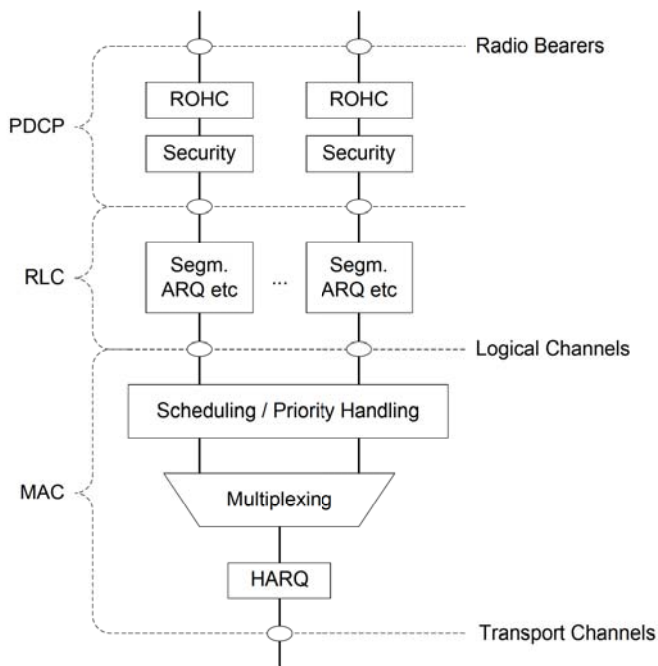 Radio Bearers
ROHC
ROHC
PDCP
Security
Security
Segm.
ARQ etc
...
Segm.
ARQ etc
RLC
Logical Channels
Scheduling / Priority Handling
MAC
Multiplexing
HARQ
Transport Channels